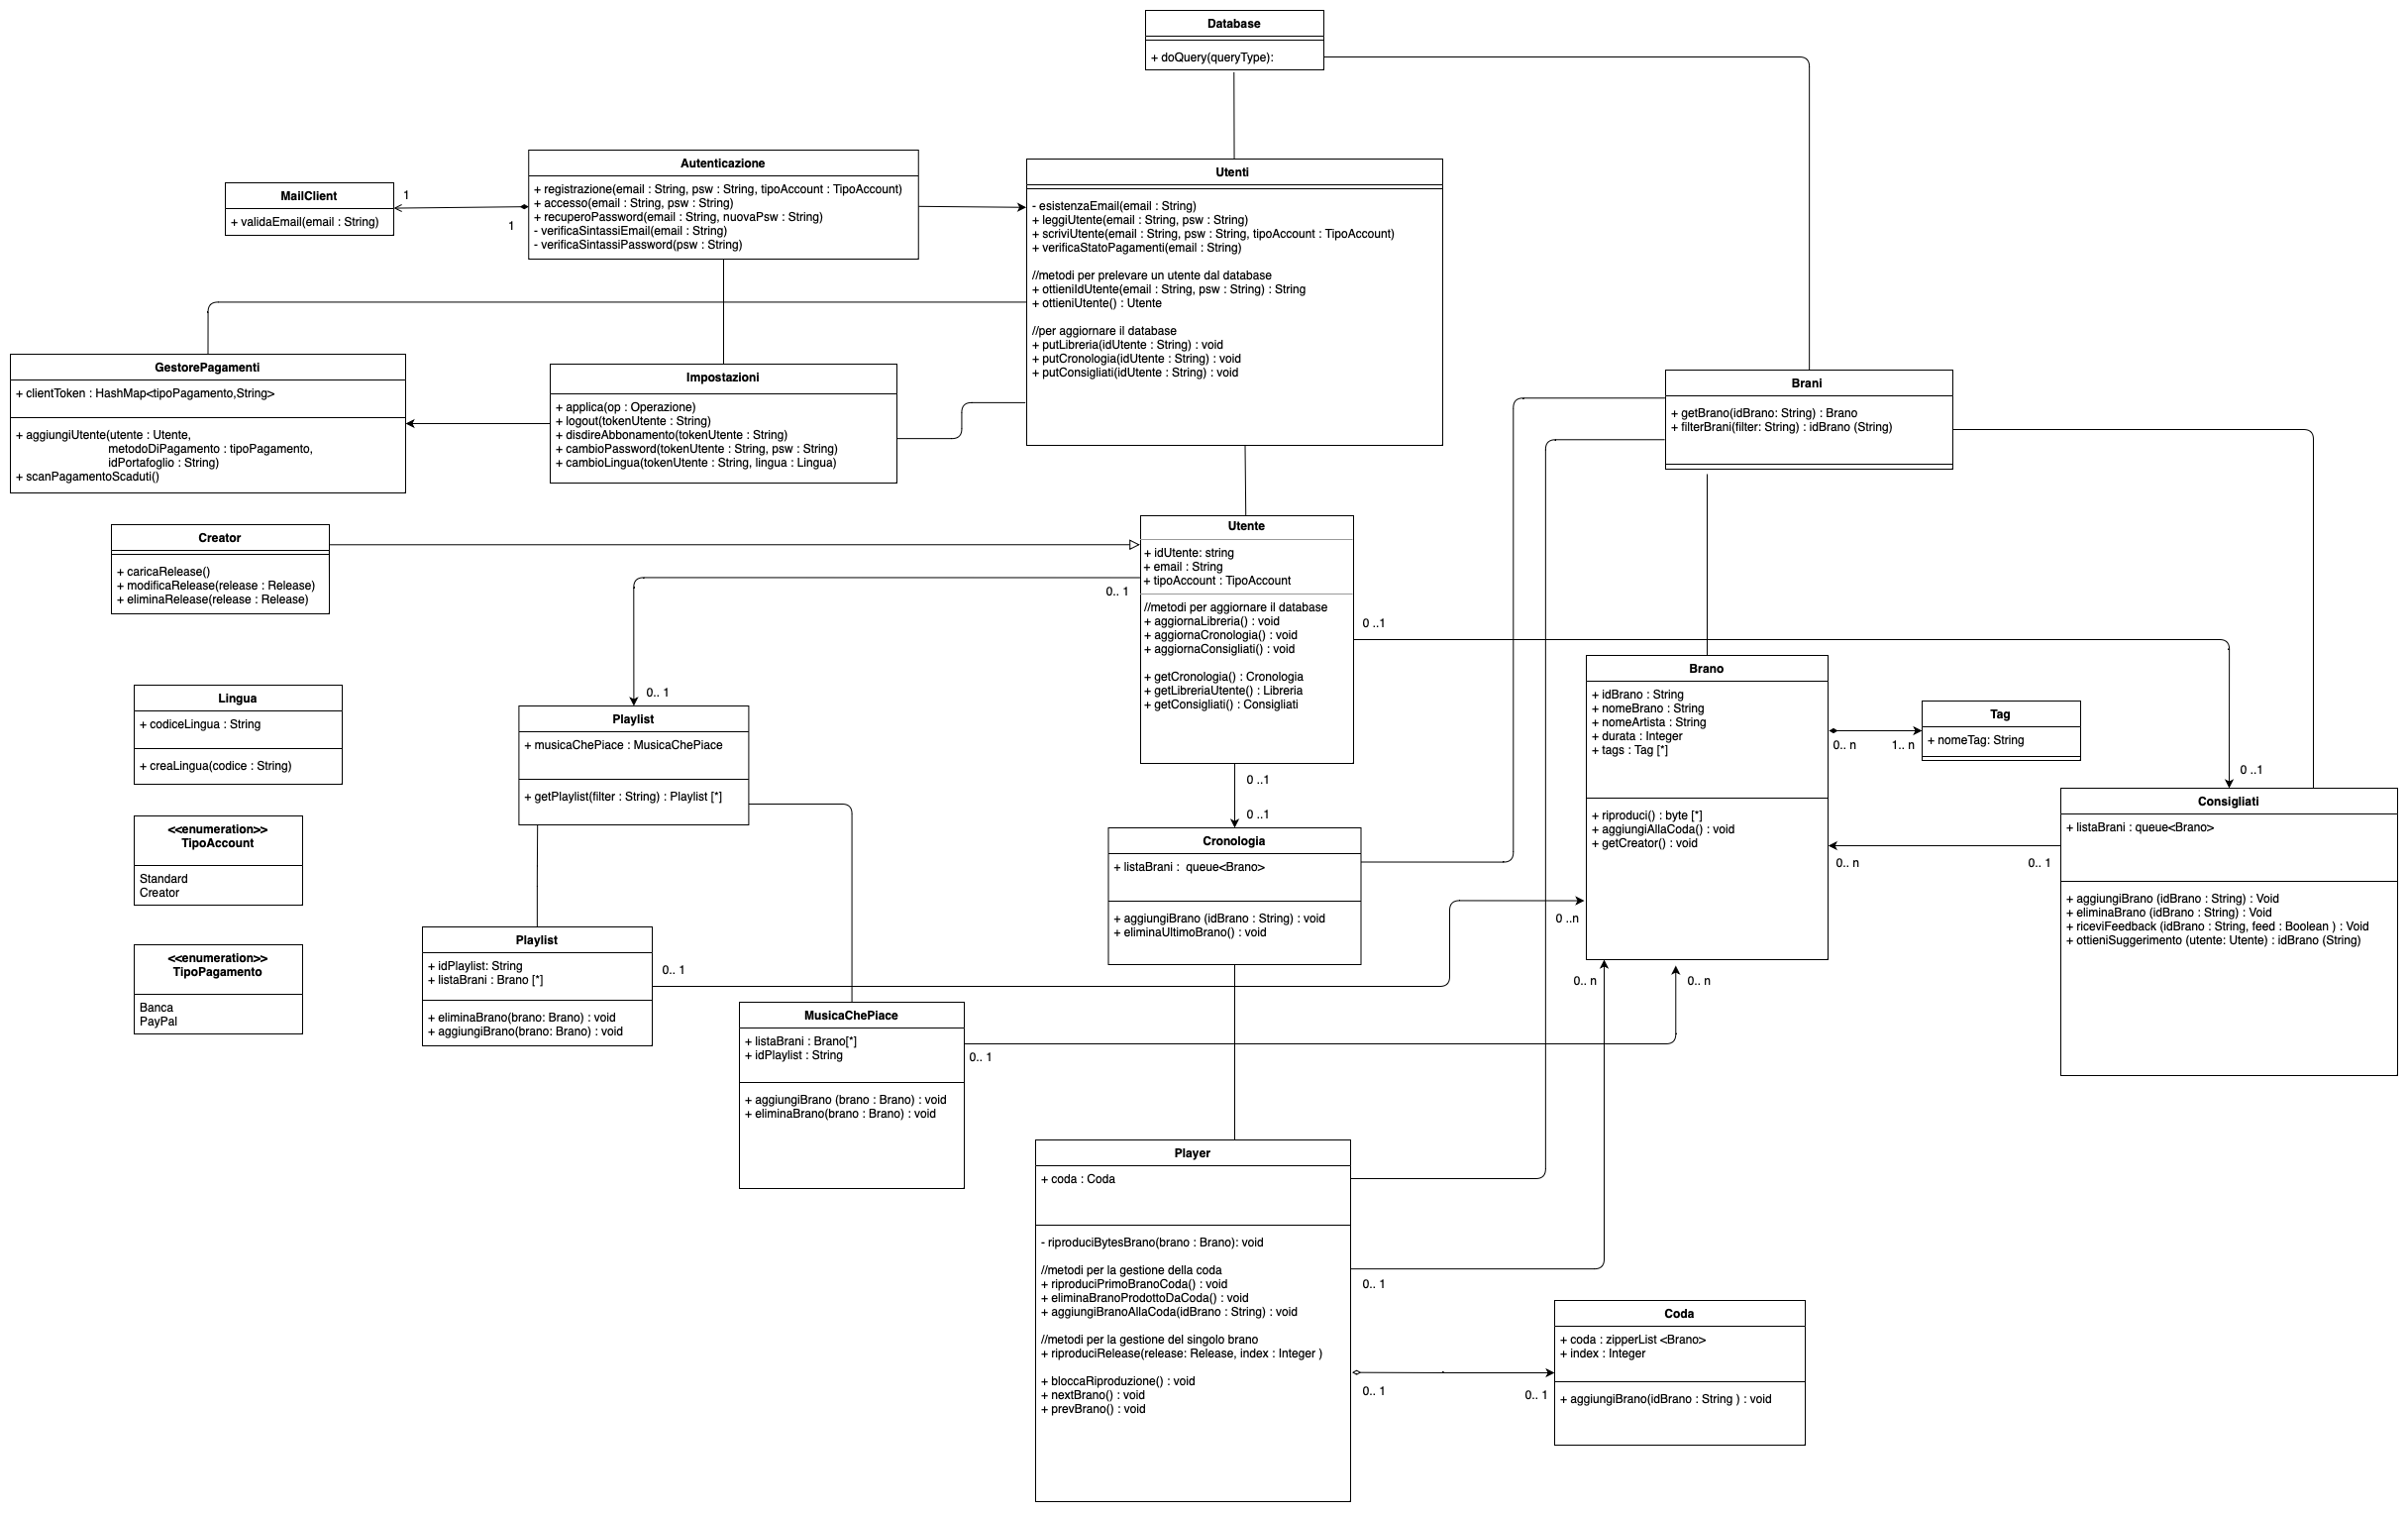 Database
+ doQuery(queryType):
Autenticazione
+ registrazione(email : String, psw : String, tipoAccount : TipoAccount)
+ accesso(email : String, psw : String)
+ recuperoPassword(email : String, nuovaPsw : String)
- verificaSintassiEmail(email : String)
- verificaSintassiPassword(psw : String)
MailClient
+ validaEmail(email : String)
1
1
Utenti
- esistenzaEmail(email : String)
+ leggiUtente(email : String, psw : String)
+ scriviUtente(email : String, psw : String, tipoAccount : TipoAccount)
+ verificaStatoPagamenti(email : String)
//metodi per prelevare un utente dal database
+ ottieniIdUtente(email : String, psw : String) : String
+ ottieniUtente() : Utente
//per aggiornare il database
+ putLibreria(idUtente : String) : void
+ putCronologia(idUtente : String) : void
+ putConsigliati(idUtente : String) : void
GestorePagamenti
+ clientToken : HashMap<tipoPagamento,String>
+ aggiungiUtente(utente : Utente,
metodoDiPagamento : tipoPagamento,
idPortafoglio : String)
+ scanPagamentoScaduti()
Impostazioni
+ applica(op : Operazione)
+ logout(tokenUtente : String)
+ disdireAbbonamento(tokenUtente : String)
+ cambioPassword(tokenUtente : String, psw : String)
+ cambioLingua(tokenUtente : String, lingua : Lingua)
Brani
+ getBrano(idBrano: String) : Brano
+ filterBrani(filter: String) : idBrano (String)
Creator
+ caricaRelease()
+ modificaRelease(release : Release)
+ eliminaRelease(release : Release)
Utente
+ idUtente: string
+ email : String
+ tipoAccount : TipoAccount
//metodi per aggiornare il database
+ aggiornaLibreria() : void
+ aggiornaCronologia() : void
+ aggiornaConsigliati() : void
+ getCronologia() : Cronologia
+ getLibreriaUtente() : Libreria
+ getConsigliati() : Consigliati
0.. 1
0 ..1
0.. 1
0 ..1
0 ..1
0 ..1
Lingua
+ codiceLingua : String
+ creaLingua(codice : String)
Playlist
+ musicaChePiace : MusicaChePiace
+ getPlaylist(filter : String) : Playlist [*]
Brano
+ idBrano : String
+ nomeBrano : String
+ nomeArtista : String
+ durata : Integer
+ tags : Tag [*]
+ riproduci() : byte [*]
+ aggiungiAllaCoda() : void
+ getCreator() : void
0.. n
1.. n
Tag
+ nomeTag: String
Consigliati
+ listaBrani : queue<Brano>
+ aggiungiBrano (idBrano : String) : Void
+ eliminaBrano (idBrano : String) : Void
+ riceviFeedback (idBrano : String, feed : Boolean ) : Void
+ ottieniSuggerimento (utente: Utente) : idBrano (String)
0.. n
0.. 1
<<enumeration>>
TipoAccount
Standard
Creator
Cronologia
+ listaBrani :  queue<Brano>
+ aggiungiBrano (idBrano : String) : void
+ eliminaUltimoBrano() : void
<<enumeration>>
TipoPagamento
Banca
PayPal
Playlist
+ idPlaylist: String
+ listaBrani : Brano [*]
+ eliminaBrano(brano: Brano) : void
+ aggiungiBrano(brano: Brano) : void
0.. 1
0 ..n
0.. n
0.. n
MusicaChePiace
+ listaBrani : Brano[*]
+ idPlaylist : String
+ aggiungiBrano (brano : Brano) : void
+ eliminaBrano(brano : Brano) : void
0.. 1
Player
+ coda : Coda
- riproduciBytesBrano(brano : Brano): void
//metodi per la gestione della coda
+ riproduciPrimoBranoCoda() : void
+ eliminaBranoProdottoDaCoda() : void
+ aggiungiBranoAllaCoda(idBrano : String) : void
//metodi per la gestione del singolo brano
+ riproduciRelease(release: Release, index : Integer )
+ bloccaRiproduzione() : void
+ nextBrano() : void
+ prevBrano() : void
0.. 1
0.. 1
0.. 1
Coda
+ coda : zipperList <Brano>
+ index : Integer
+ aggiungiBrano(idBrano : String ) : void